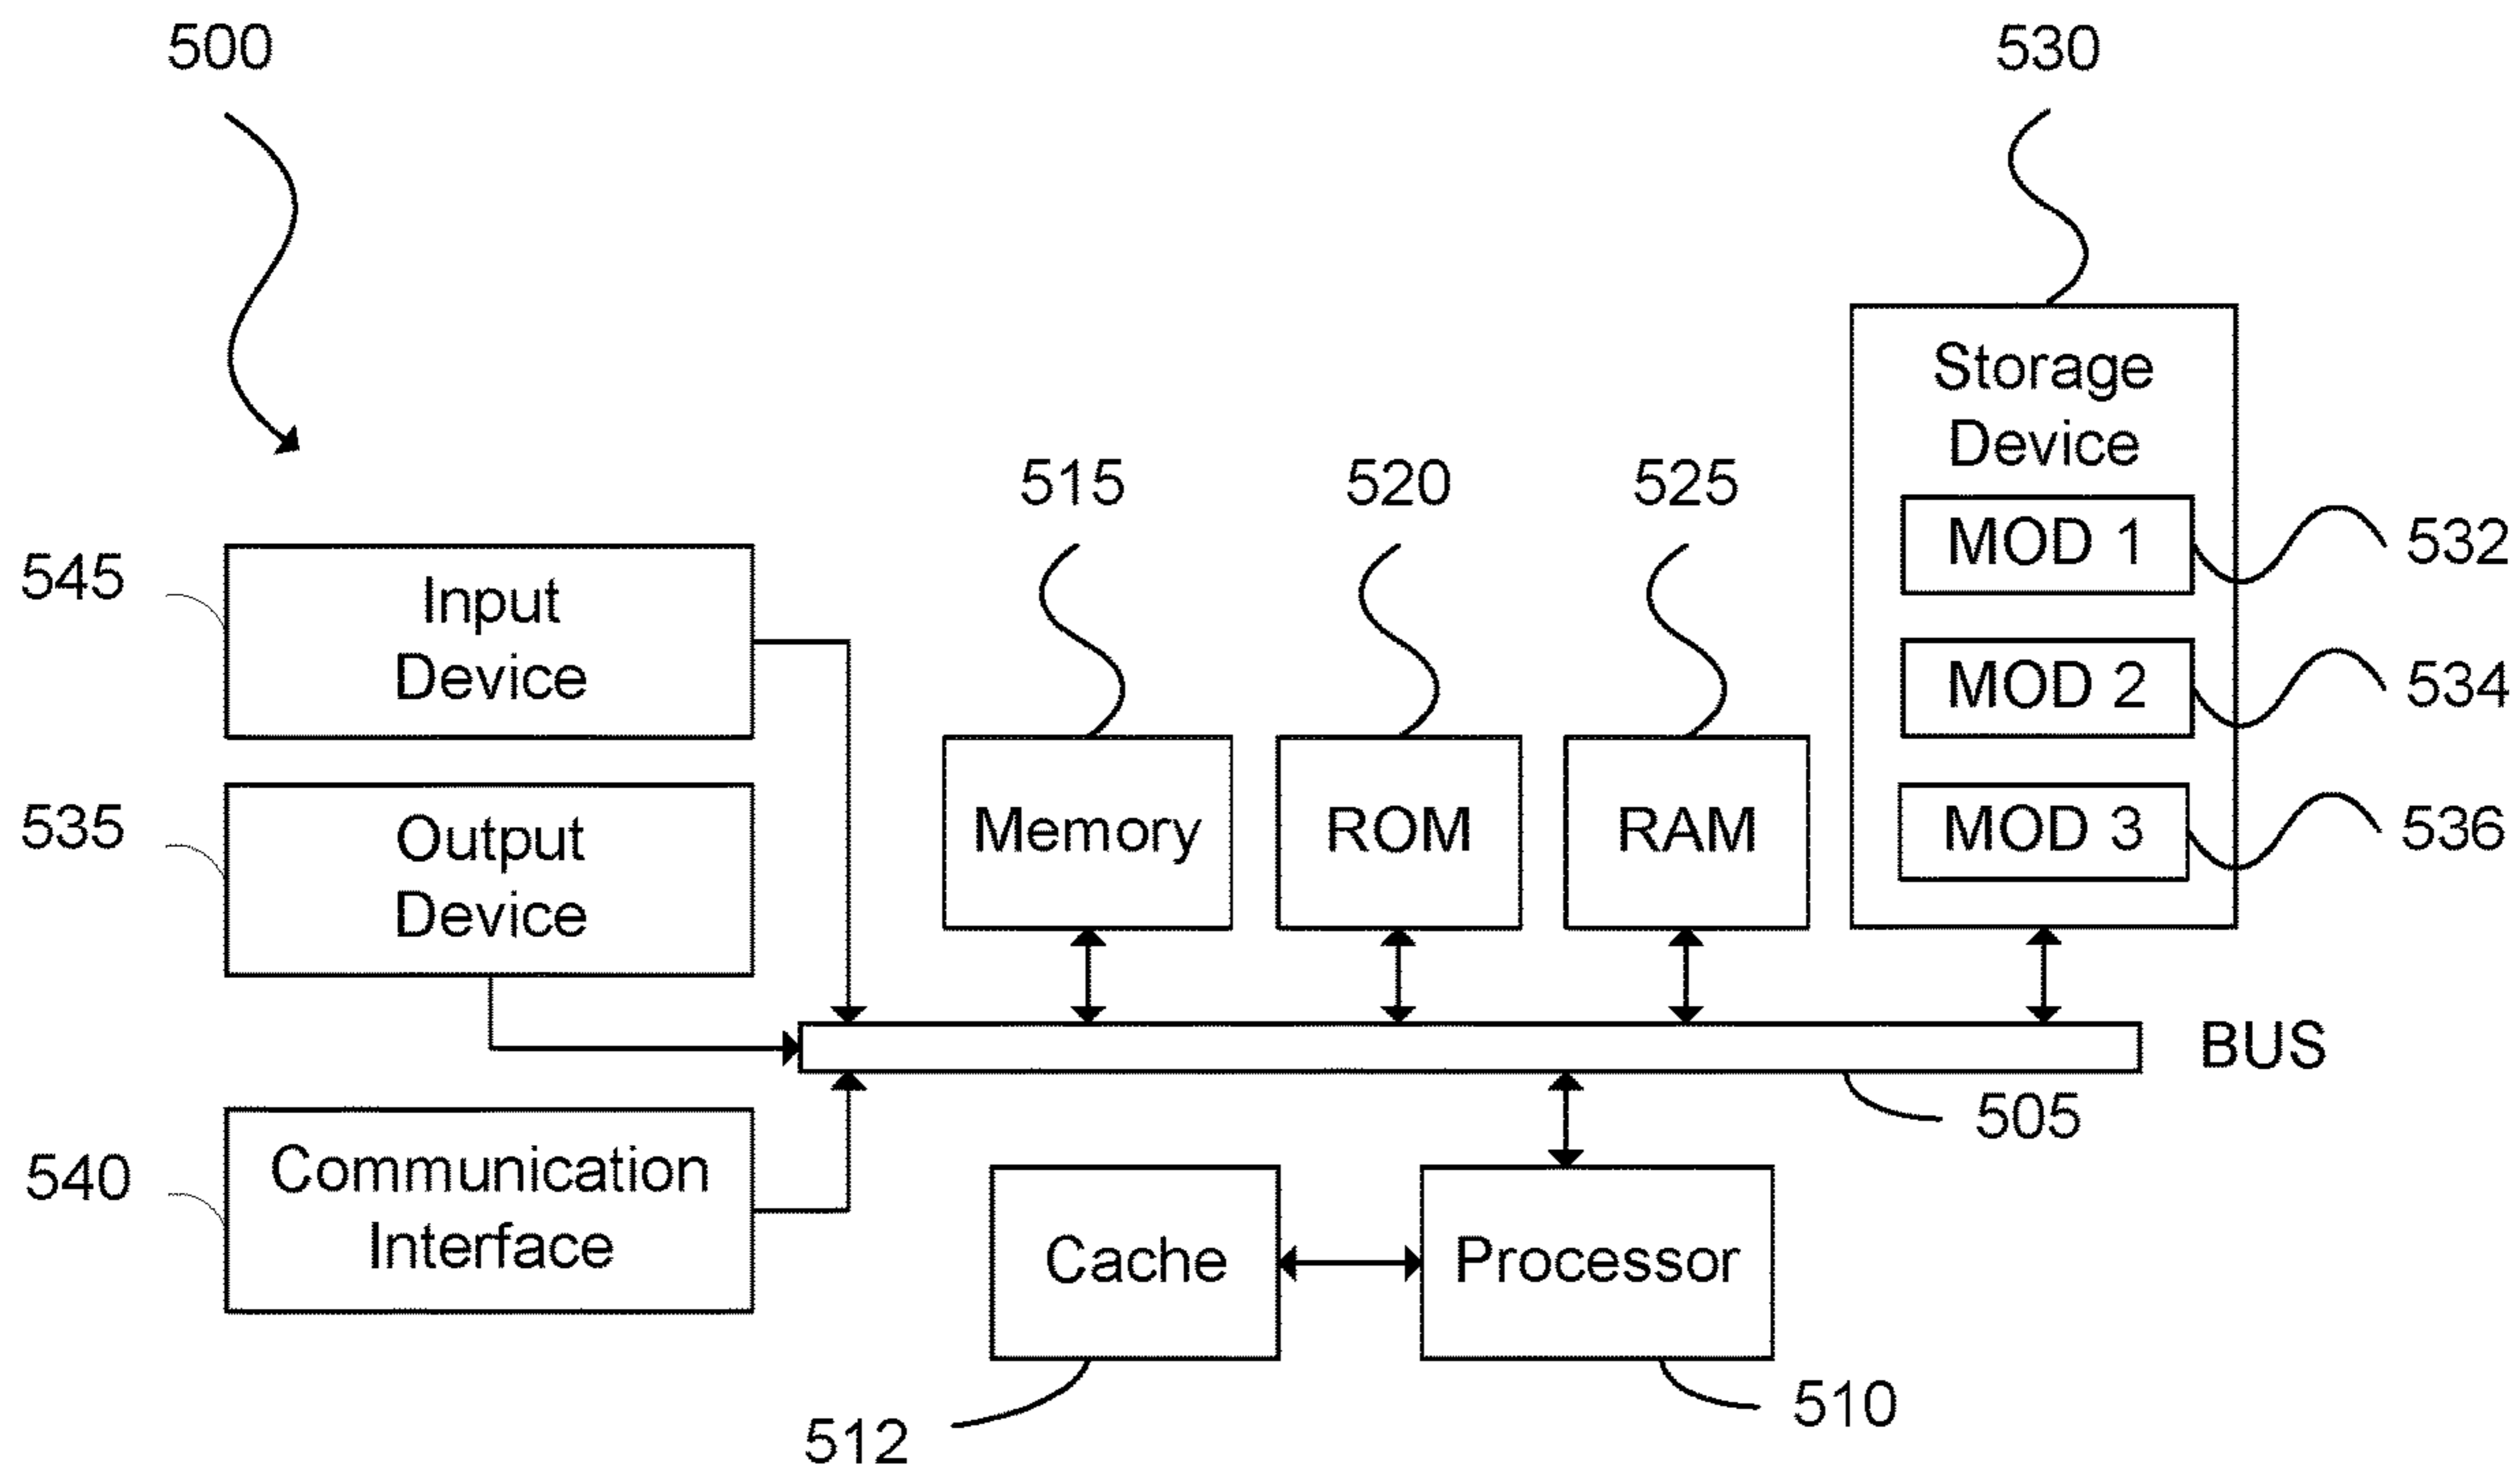 500
530
Storage
Device
515
520
525
MOD 1
532
545
Input
Device
MOD 2
534
535
Output
Device
Memory
ROM
RAM
MOD 3
536
BUS
505
540
Communication
Interface
Cache
Processor
512
510